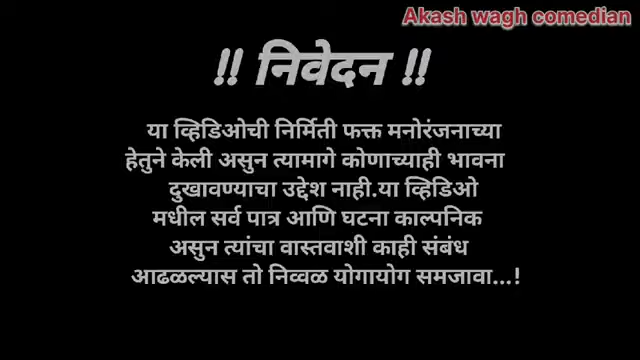 Akash wagh comedian
!! निवेदन !!
या व्हिडिओची निर्मिती फक्त मनोरंजनाच्या
हेतुने केली असुन त्यामागे कोणाच्याही भावना
दुखावण्याचा उद्देश नाही.या व्हिडिओ
मधील सर्व पात्र आणि घटना काल्पनिक
असुन त्यांचा वास्तवाशी काही संबंध
आढळल्यास तो निव्वळ योगायोग समजावा...!